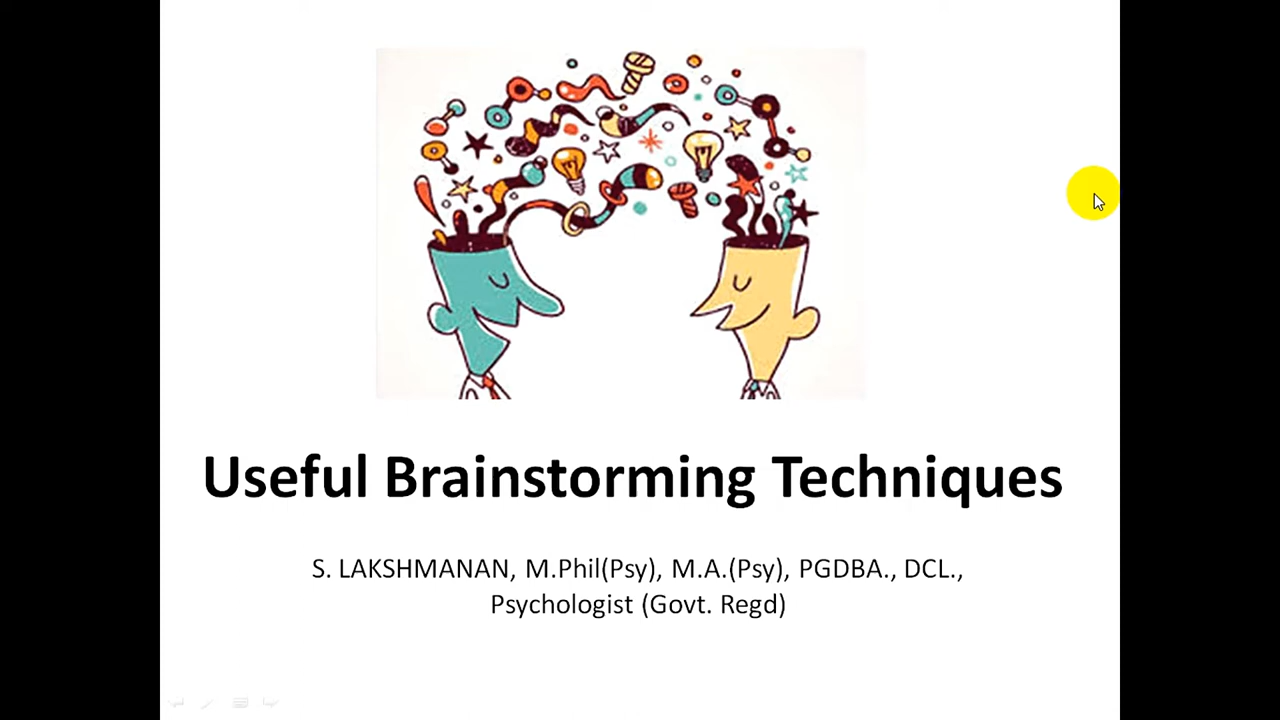 Useful Brainstorming Techniques
S. LAKSHMANAN, M.Phil(Psy), M.A.(Psy), PGDBA., DCL.,
Psychologist (Govt. Regd)